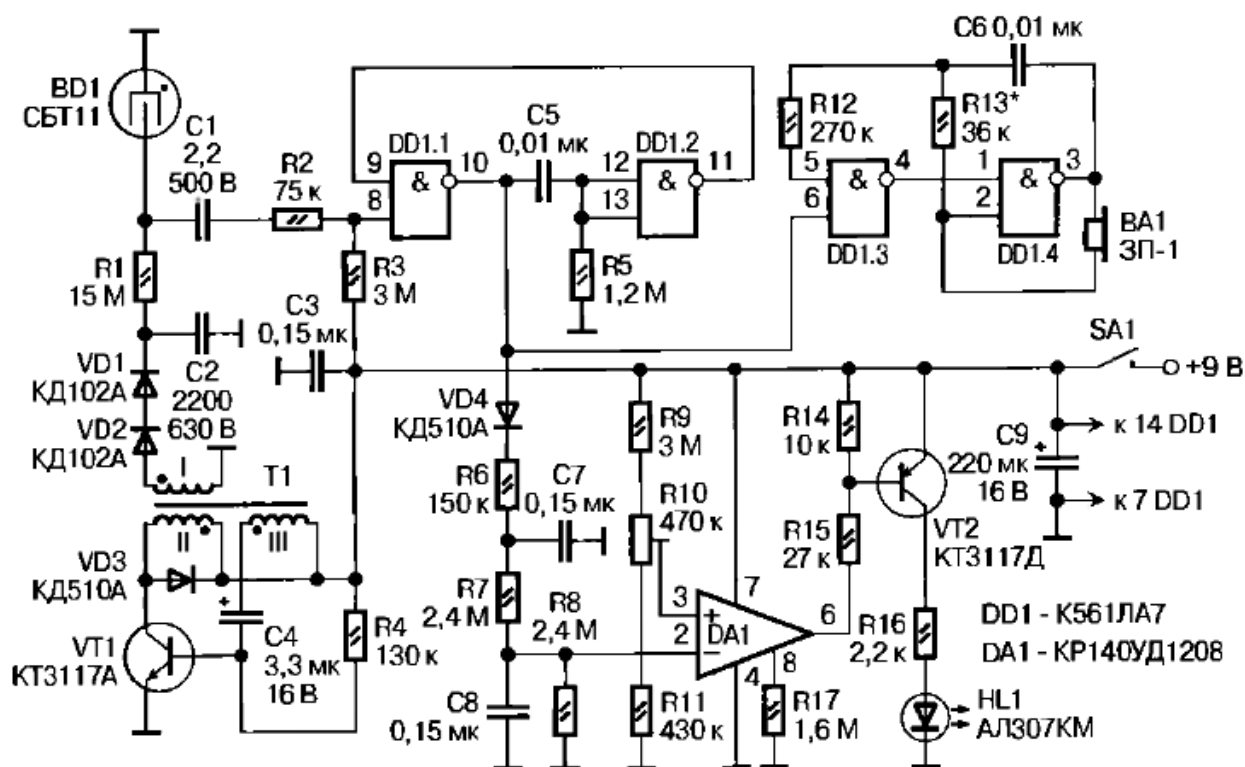 C6 0,01 мк
BD1
СБТ11
C1
2,2
500 В
R2
75 к
DD1.1
9
8
&
10
C5
0,01 мк
DD1.2
12
13
&
11
R12
270 к
R13*
36 к
5
6
&
4
DD1.3
1
2
&
3
DD1.4
BA1
ЗП-1
R1
15 М
R3
3 М
R5
1,2 М
C3
0,15 мк
SA1
+9 В
VD1
КД102А
VD2
КД102А
C2
2200
630 В
I
T1
II
III
VD4
КД510А
R6
150 к
C7
0,15 мк
R9
3 М
R10
470 к
R14
10 к
R15
27 к
C9
+
220 мк
16 В
к 14 DD1
к 7 DD1
VT2
КТ3117Д
VD3
КД510А
VT1
КТ3117А
+
C4
3,3 мк
16 В
R4
130 к
R7
2,4 М
R8
2,4 М
3
2
+
−
DA1
7
6
4
8
R16
2,2 к
DD1 - К561ЛА7
DA1 - КР140УД1208
C8
0,15 мк
R11
430 к
R17
1,6 М
HL1
АЛ307КМ